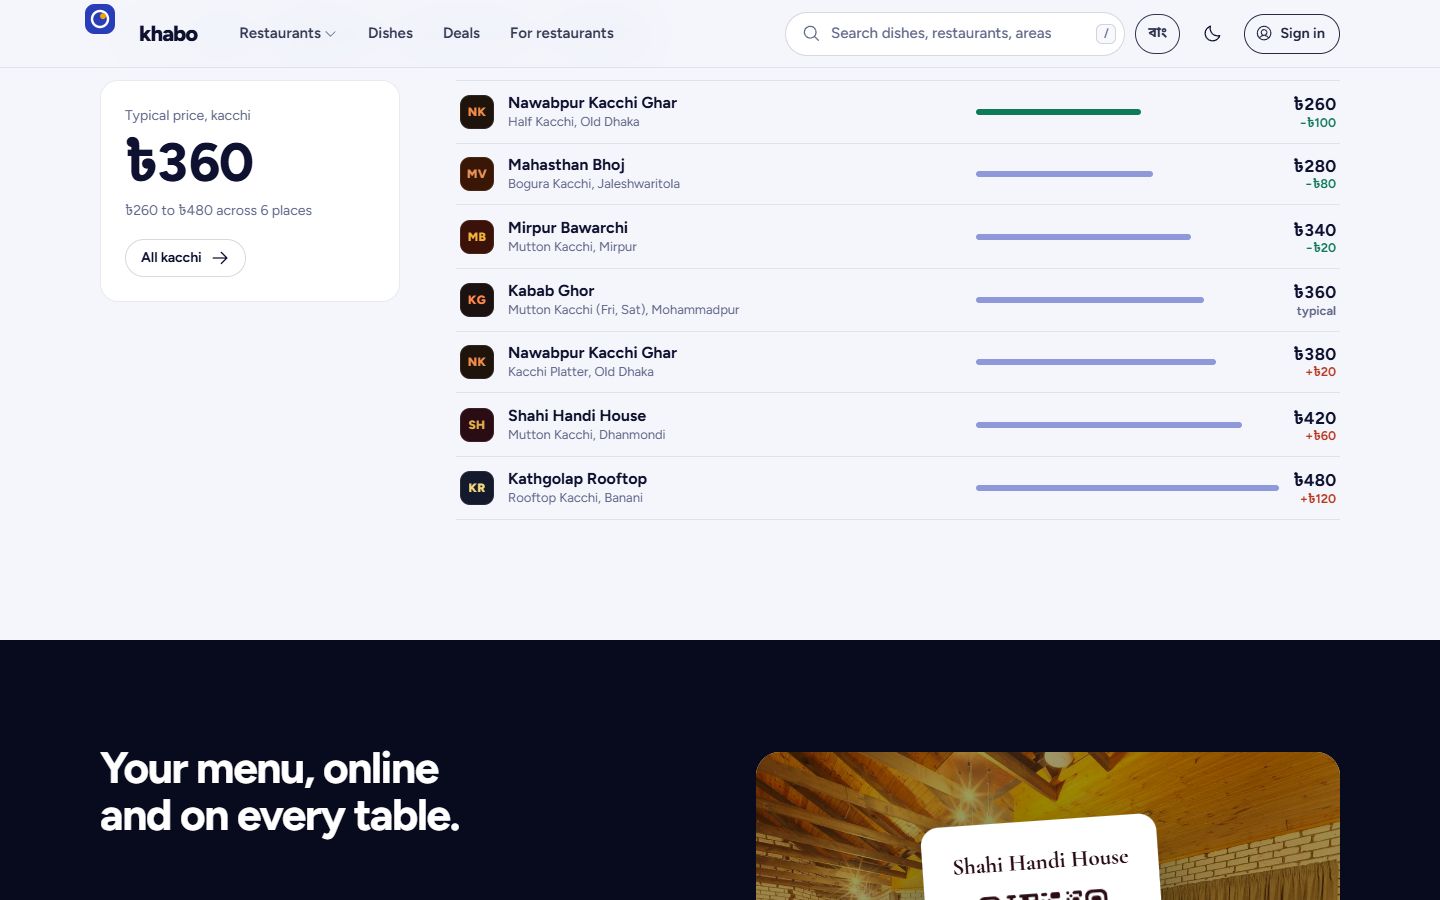 khabo
Restaurants
Dishes
Deals
For restaurants
Search dishes, restaurants, areas
/
বাং
Sign in
Typical price, kacchi
৳360
৳260 to ৳480 across 6 places
All kacchi
NK
Nawabpur Kacchi Ghar
Half Kacchi, Old Dhaka
৳260
−৳100
MV
Mahasthan Bhoj
Bogura Kacchi, Jaleshwaritola
৳280
−৳80
MB
Mirpur Bawarchi
Mutton Kacchi, Mirpur
৳340
−৳20
KG
Kabab Ghor
Mutton Kacchi (Fri, Sat), Mohammadpur
৳360
typical
NK
Nawabpur Kacchi Ghar
Kacchi Platter, Old Dhaka
৳380
+৳20
SH
Shahi Handi House
Mutton Kacchi, Dhanmondi
৳420
+৳60
KR
Kathgolap Rooftop
Rooftop Kacchi, Banani
৳480
+৳120
Your menu, online
and on every table.
Shahi Handi House